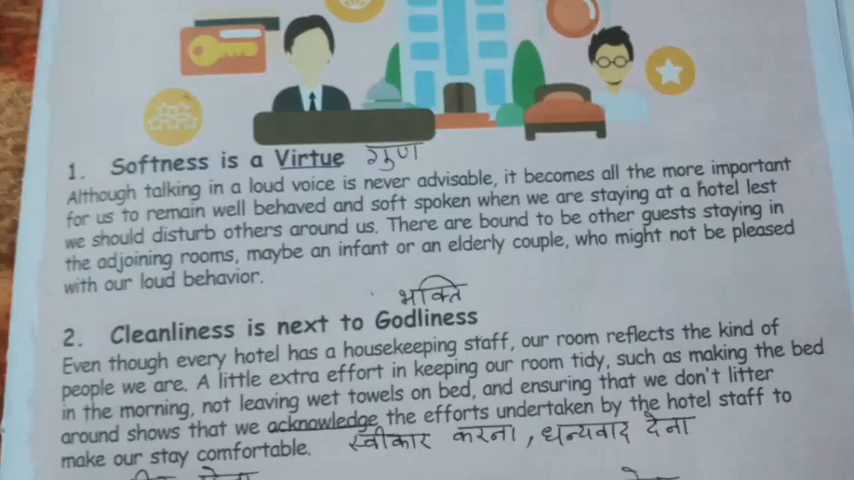 1. Softness is a Virtue गुण
Although talking in a loud voice is never advisable, it becomes all the more important
for us to remain well behaved and soft spoken when we are staying at a hotel lest
we should disturb others around us. There are bound to be other guests staying in
the adjoining rooms, maybe an infant or an elderly couple, who might not be pleased
with our loud behavior.
भक्ति
2. Cleanliness is next to Godliness
Even though every hotel has a housekeeping staff, our room reflects the kind of
people we are. A little extra effort in keeping our room tidy, such as making the bed
in the morning, not leaving wet towels on bed, and ensuring that we don't litter
around shows that we acknowledge the efforts undertaken by the hotel staff to
make our stay comfortable. स्वीकार करना, धन्यवाद देना